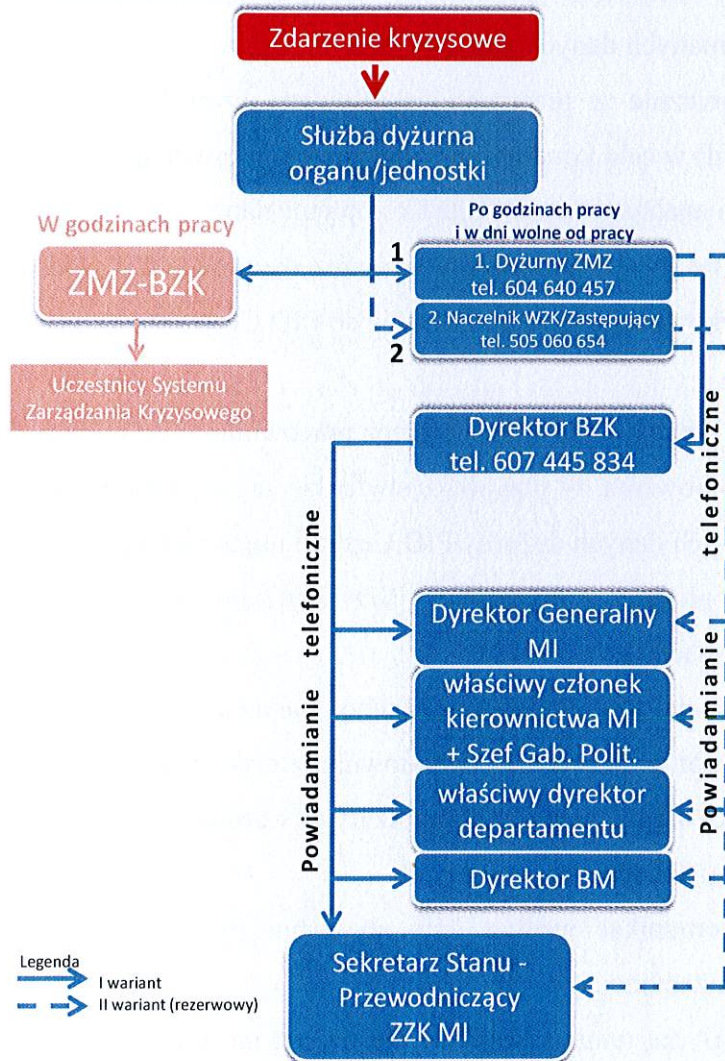 Zdarzenie kryzysowe
Służba dyżurna
organu/jednostki
W godzinach pracy
ZMZ-BZK
Uczestnicy Systemu
Zarządzania Kryzysowego
Po godzinach pracy
i w dni wolne od pracy
1
1. Dyżurny ZMZ
tel. 604 640 457
2. Naczelnik WZK/Zastępujący
tel. 505 060 654
2
Dyrektor BZK
tel. 607 445 834
Powiadamianie telefoniczne
Powiadamianie telefoniczne
Dyrektor Generalny
MI
właściwy członek
kierownictwa MI
+ Szef Gab. Polit.
właściwy dyrektor
departamentu
Dyrektor BM
Sekretarz Stanu -
Przewodniczący
ZZK MI
Legenda
I wariant
II wariant (rezerwowy)